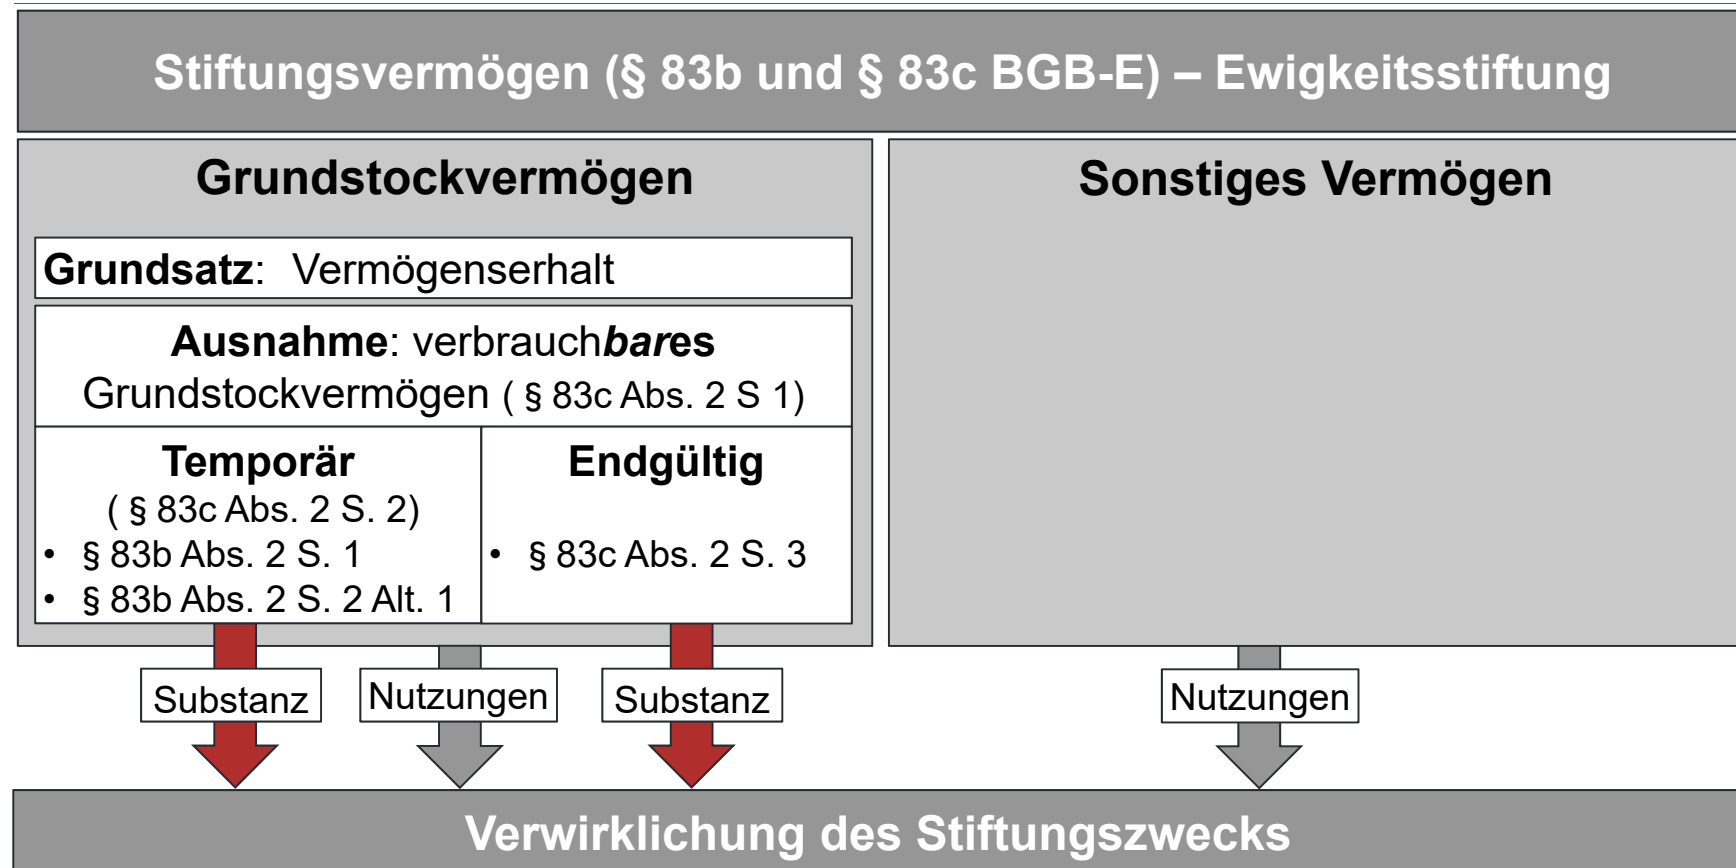 Stiftungsvermögen (§ 83b und § 83c BGB-E) – Ewigkeitsstiftung
Grundstockvermögen
Grundsatz: Vermögenserhalt
Ausnahme: verbrauchbares
Grundstockvermögen ( § 83c Abs. 2 S 1)
Temporär
( § 83c Abs. 2 S. 2)
• § 83b Abs. 2 S. 1
• § 83b Abs. 2 S. 2 Alt. 1
Endgültig
• § 83c Abs. 2 S. 3
Sonstiges Vermögen
Substanz
Nutzungen
Substanz
Nutzungen
Verwirklichung des Stiftungszwecks